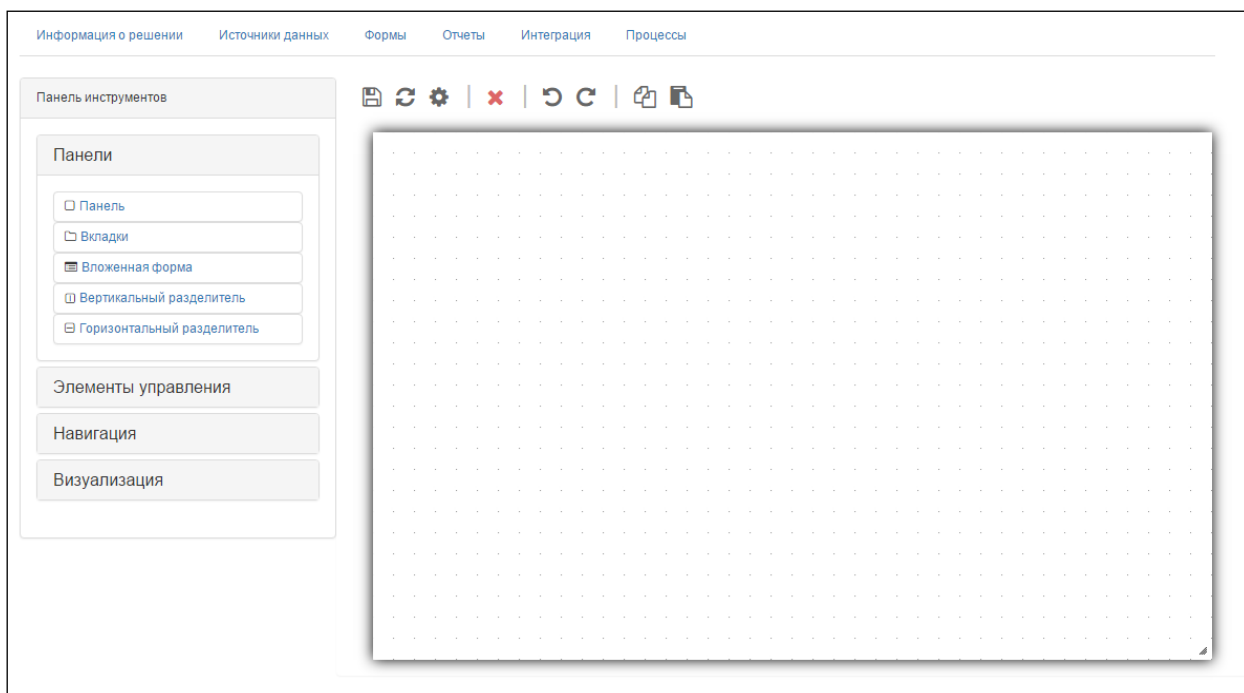 Информация о решении Источники данных Формы Отчеты Интеграция Процессы
Панель инструментов
Панели
Панель
Вкладки
Вложенная форма
Вертикальный разделитель
Горизонтальный разделитель
Элементы управления
Навигация
Визуализация